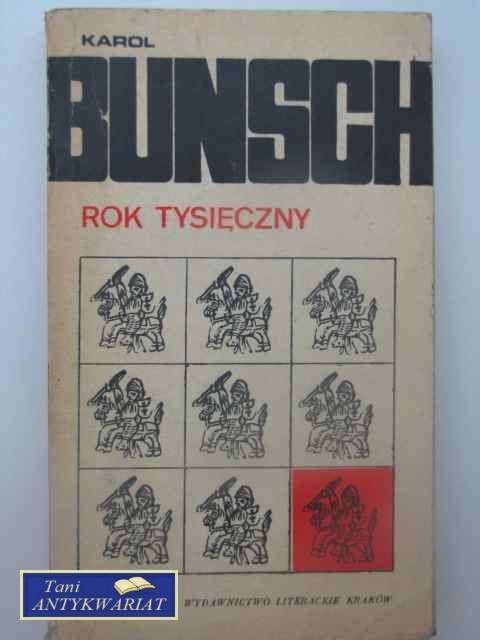 KAROL
BUNSCH
ROK TYSIĘCZNY
WYDAWNICTWO LITERACKIE KRAKÓW
Tani
ANTYKWARIAT